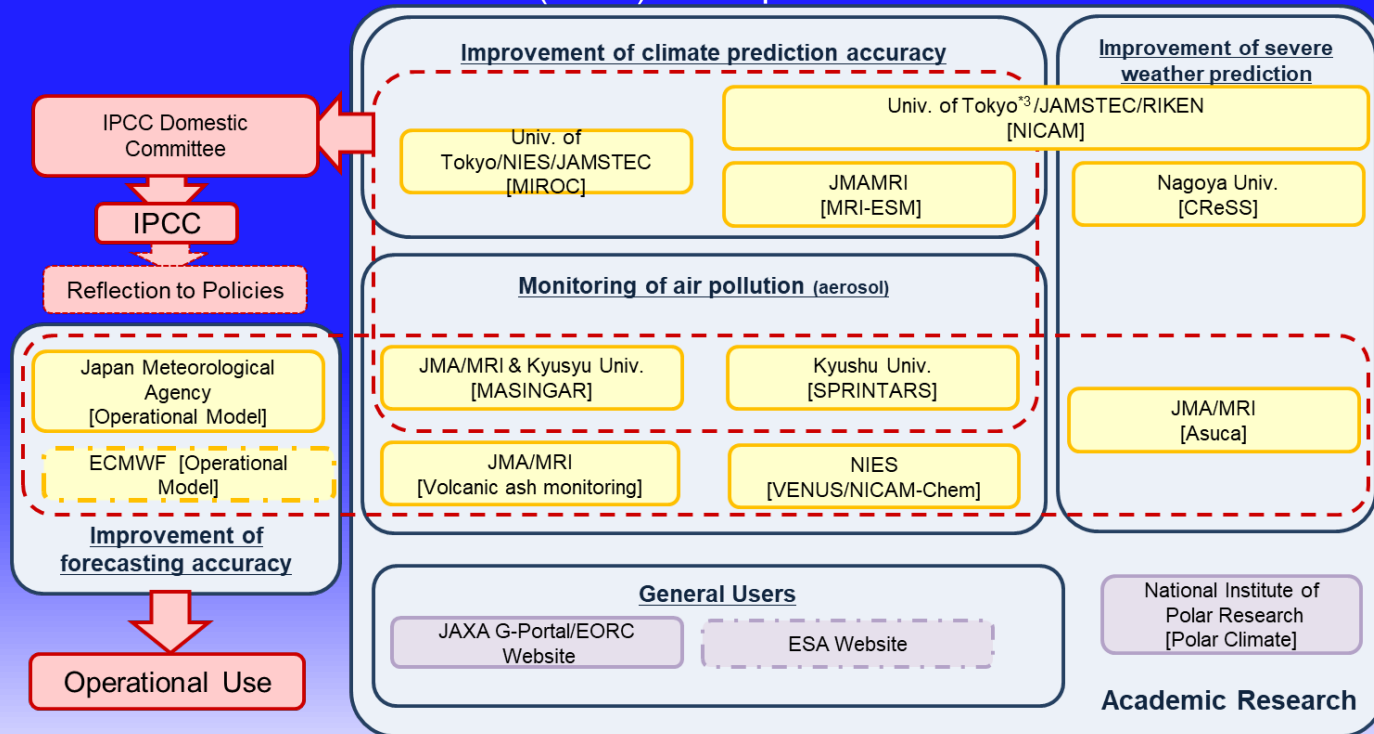 Improvement of climate prediction accuracy
Improvement of severe
weather prediction
IPCC Domestic
Committee
Univ. of
Tokyo/NIES/JAMSTEC
[MIROC]
Univ. of Tokyo*3/JAMSTEC/RIKEN
[NICAM]
JMAMRI
[MRI-ESM]
Nagoya Univ.
[CReSS]
IPCC
Reflection to Policies
Monitoring of air pollution (aerosol)
Japan Meteorological
Agency
[Operational Model]
ECMWF [Operational
Model]
Improvement of
forecasting accuracy
JMA/MRI & Kyusyu Univ.
[MASINGAR]
Kyushu Univ.
[SPRINTARS]
JMA/MRI
[Asuca]
JMA/MRI
[Volcanic ash monitoring]
NIES
[VENUS/NICAM-Chem]
General Users
JAXA G-Portal/EORC
Website
ESA Website
National Institute of
Polar Research
[Polar Climate]
Operational Use
Academic Research